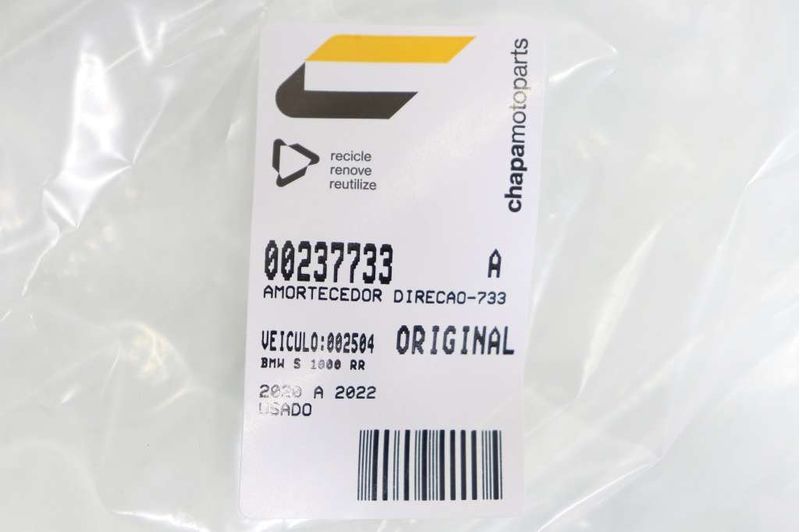 chapamotoparts
recicle
renove
reutilize
00237733 A
AMORTECEDOR DIRECAO-733
VEICULO:002504 ORIGINAL
BMW S 1000 RR
2020 A 2022
USADO